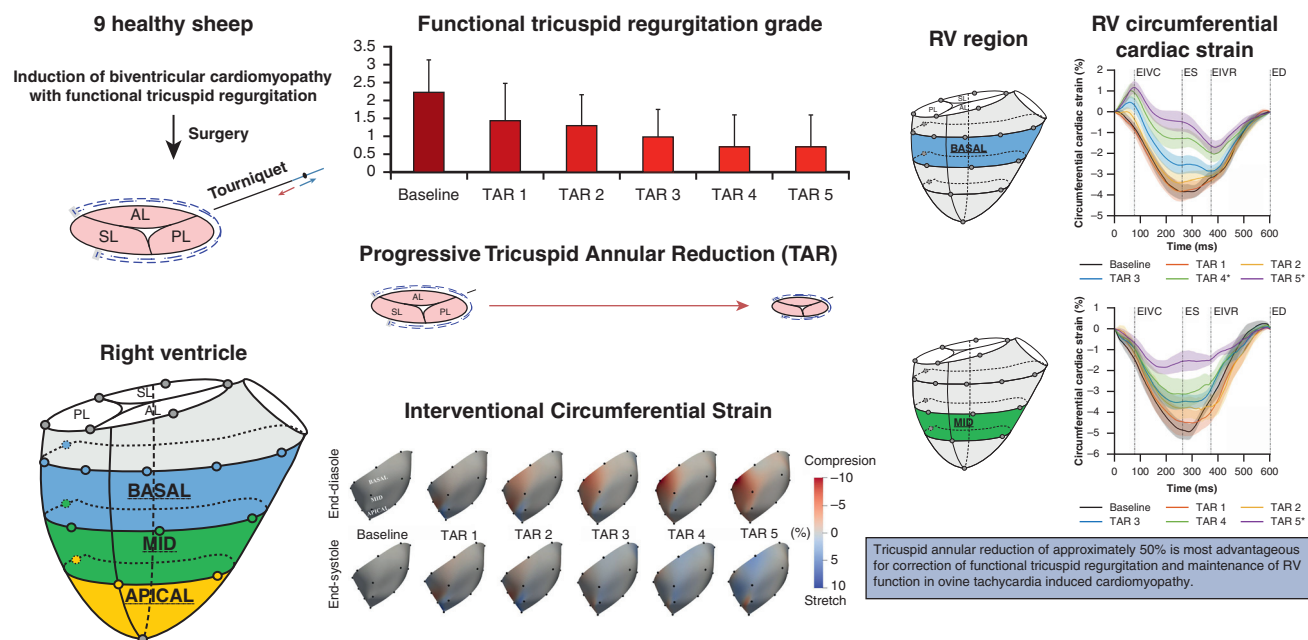 9 healthy sheep
Induction of biventricular cardiomyopathy
with functional tricuspid regurgitation
Surgery
Tourniquet
AL
SL
PL
Right ventricle
SL
PL
AL
BASAL
MID
APICAL
Functional tricuspid regurgitation grade
3.5
3
2.5
2
1.5
1
0.5
0
Baseline
TAR 1
TAR 2
TAR 3
TAR 4
TAR 5
Progressive Tricuspid Annular Reduction (TAR)
AL
SL
PL
Interventional Circumferential Strain
End-diasole
BASAL
MID
APICAL
Baseline
TAR 1
TAR 2
TAR 3
TAR 4
TAR 5
End-systole
Compresion
−10
−5
0
5
10
(%)
Stretch
RV region
SL
PL
AL
BASAL
MID
RV circumferential
cardiac strain
Circumferential cardiac strain (%)
EIVC
ES
EIVR
ED
2
1
0
−1
−2
−3
−4
−5
0 100 200 300 400 500 600
Time (ms)
Baseline
TAR 1
TAR 2
TAR 3
TAR 4*
TAR 5*
Circumferential cardiac strain (%)
EIVC
ES
EIVR
ED
1
0
−1
−2
−3
−4
−5
−6
0 100 200 300 400 500 600
Time (ms)
Baseline
TAR 1
TAR 2
TAR 3
TAR 4
TAR 5*
Tricuspid annular reduction of approximately 50% is most advantageous
for correction of functional tricuspid regurgitation and maintenance of RV
function in ovine tachycardia induced cardiomyopathy.